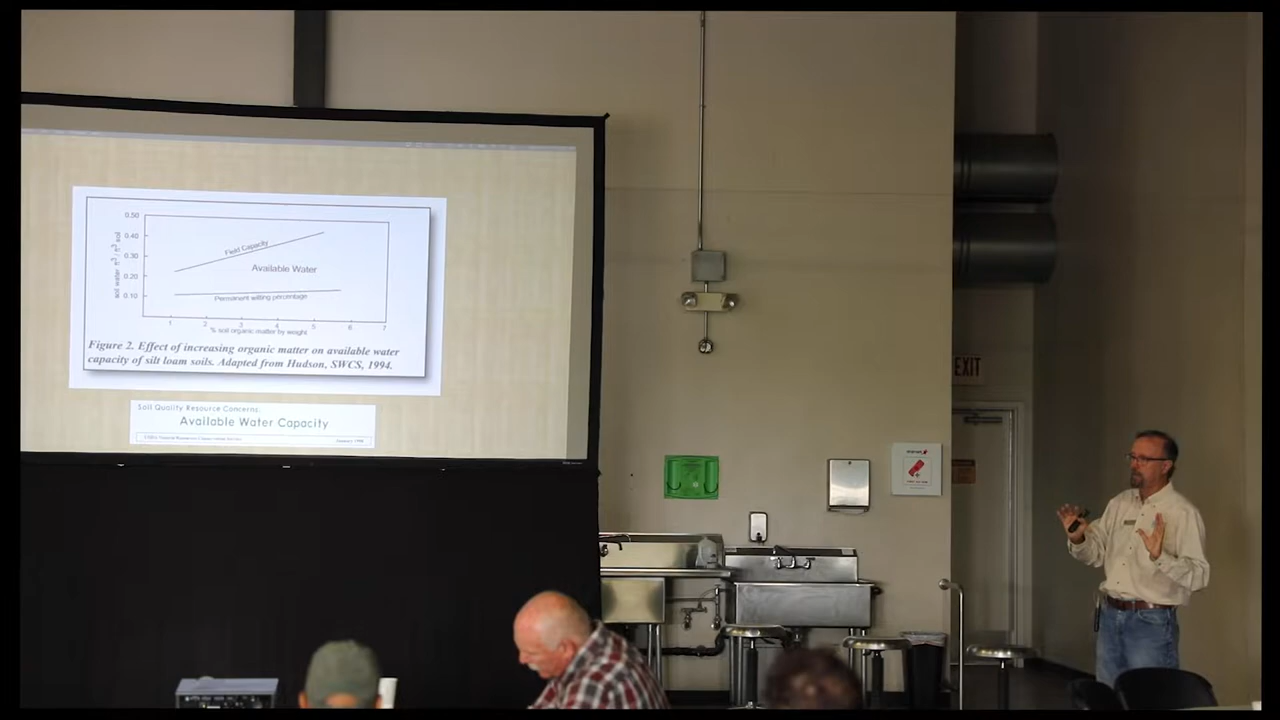 0.50
0.40
0.30
0.20
0.10
soil water ft³ / ft³ soil
Field Capacity
Available Water
Permanent wilting percentage
1 2 3 4 5 6 7
% soil organic matter by weight
Figure 2. Effect of increasing organic matter on available water
capacity of silt loam soils. Adapted from Hudson, SWCS, 1994.
Soil Quality Resource Concerns:
Available Water Capacity
January 1998
EXIT